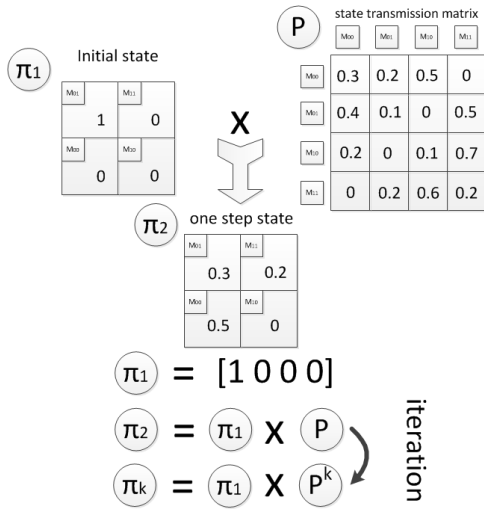 Initial state
π1
M01 M11
1 0
M00 M10
0 0
X
P
state transmission matrix
M00 M01 M10 M11
M00 0.3 0.2 0.5 0
M01 0.4 0.1 0 0.5
M10 0.2 0 0.1 0.7
M11 0 0.2 0.6 0.2
π2
one step state
M01 M11
0.3 0.2
M00 M10
0.5 0
π1 = [1 0 0 0]
π2 = π1 X P
πk = π1 X P^k
iteration